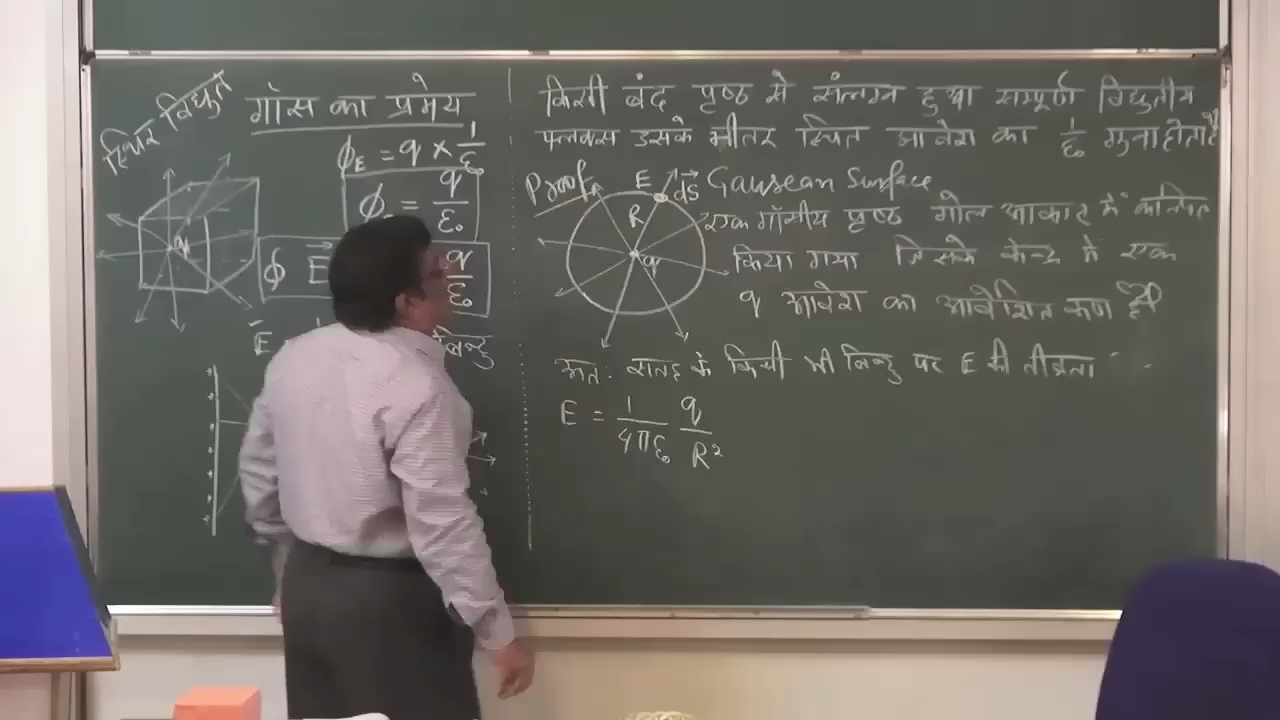 स्थिर विद्युत
गॉस का प्रमेय
ϕE = q × 1/ε₀
ϕ = q/ε₀
ϕ E q/ε₀
q
E
बिन्दु
किसी बंद पृष्ठ से संलग्न हुआ सम्पूर्ण विद्युतीय
फ्लक्स उसके भीतर स्थित आवेश का 1/ε₀ गुना होता है
Proof E ds Gausean Surface
R
q
एक गॉसीय पृष्ठ गोल आकार में कल्पित
किया गया जिसके केन्द्र में एक
q आवेश का आवेशित कण है
अतः सतह के किसी भी बिन्दु पर E की तीव्रता
E = 1/4πε₀ q/R²